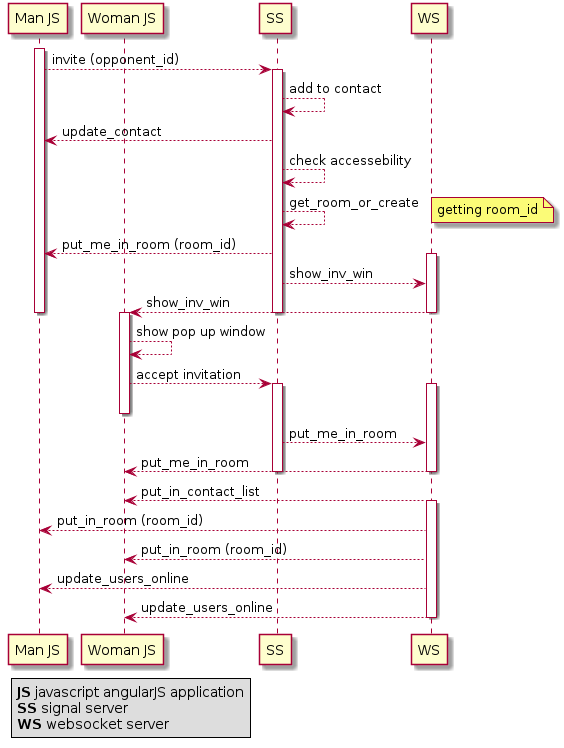 Man JS Woman JS SS WS
invite (opponent_id)
add to contact
update_contact
check accessebility
get_room_or_create
getting room_id
put_me_in_room (room_id)
show_inv_win
show_inv_win
show pop up window
accept invitation
put_me_in_room
put_me_in_room
put_in_contact_list
put_in_room (room_id)
put_in_room (room_id)
update_users_online
update_users_online
Man JS Woman JS SS WS
JS javascript angularJS application
SS signal server
WS websocket server